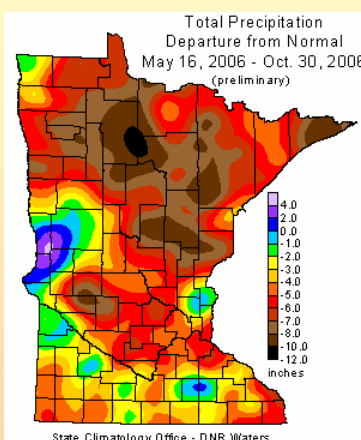 Total Precipitation
Departure from Normal
May 16, 2006 - Oct. 30, 2006
(preliminary)
4.0
2.0
0.0
-1.0
-2.0
-3.0
-4.0
-5.0
-6.0
-7.0
-8.0
-10.0
-12.0
inches
State Climatology Office - DNR Waters